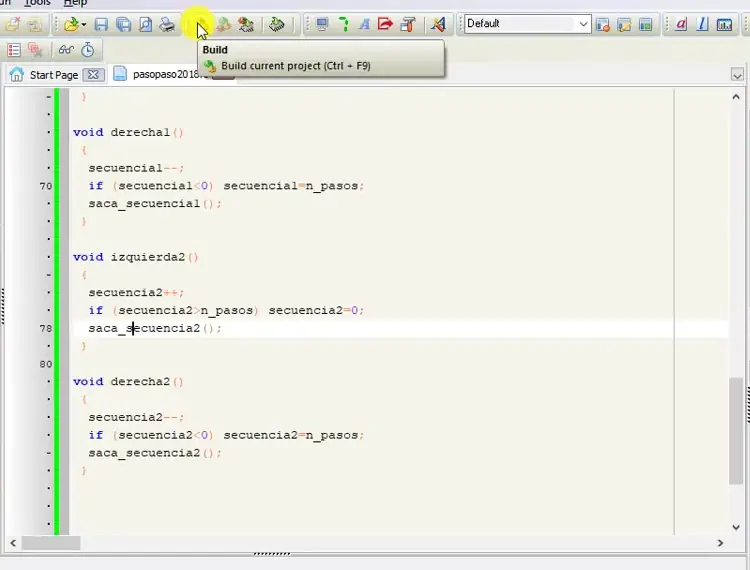 un Tools Help
Default
Build
Build current project (Ctrl + F9)
Start Page
pasopaso2018.
}
void derecha1()
{
secuencia1--;
70 if (secuencia1<0) secuencia1=n_pasos;
saca_secuencia1();
}
void izquierda2()
{
secuencia2++;
if (secuencia2>n_pasos) secuencia2=0;
78 saca_secuencia2();
}
80
void derecha2()
{
secuencia2--;
if (secuencia2<0) secuencia2=n_pasos;
saca_secuencia2();
}